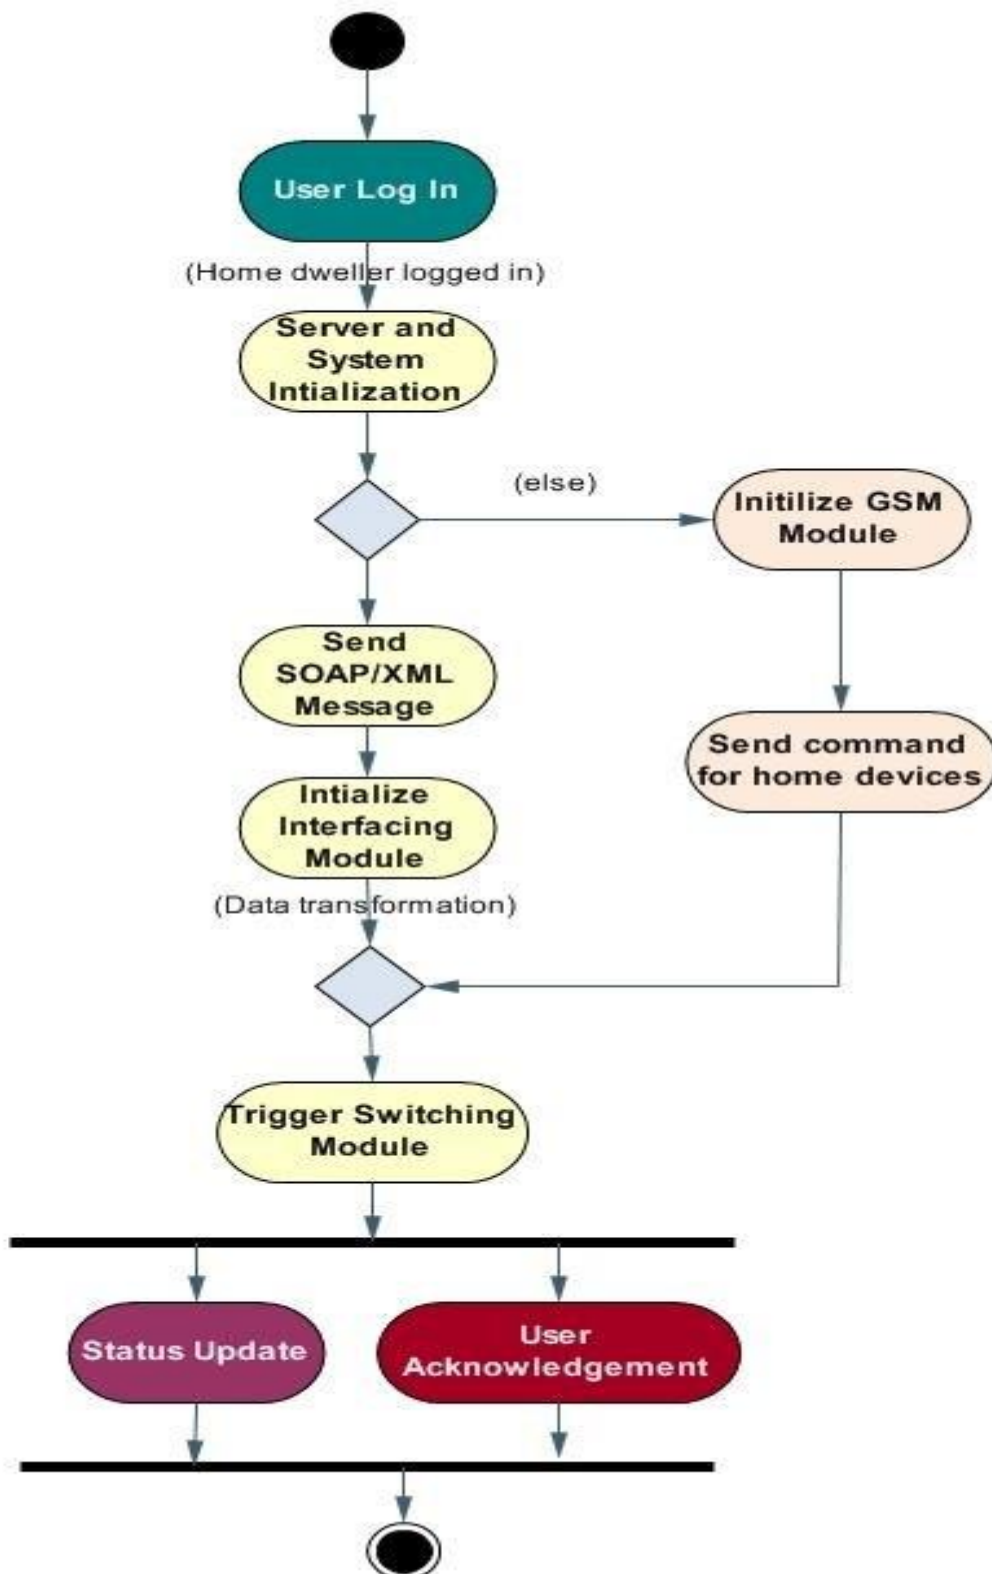 User Log In
(Home dweller logged in)
Server and
System
Intialization
(else)
Initilize GSM
Module
Send
SOAP/XML
Message
Send command
for home devices
Intialize
Interfacing
Module
(Data transformation)
Trigger Switching
Module
Status Update
User
Acknowledgement